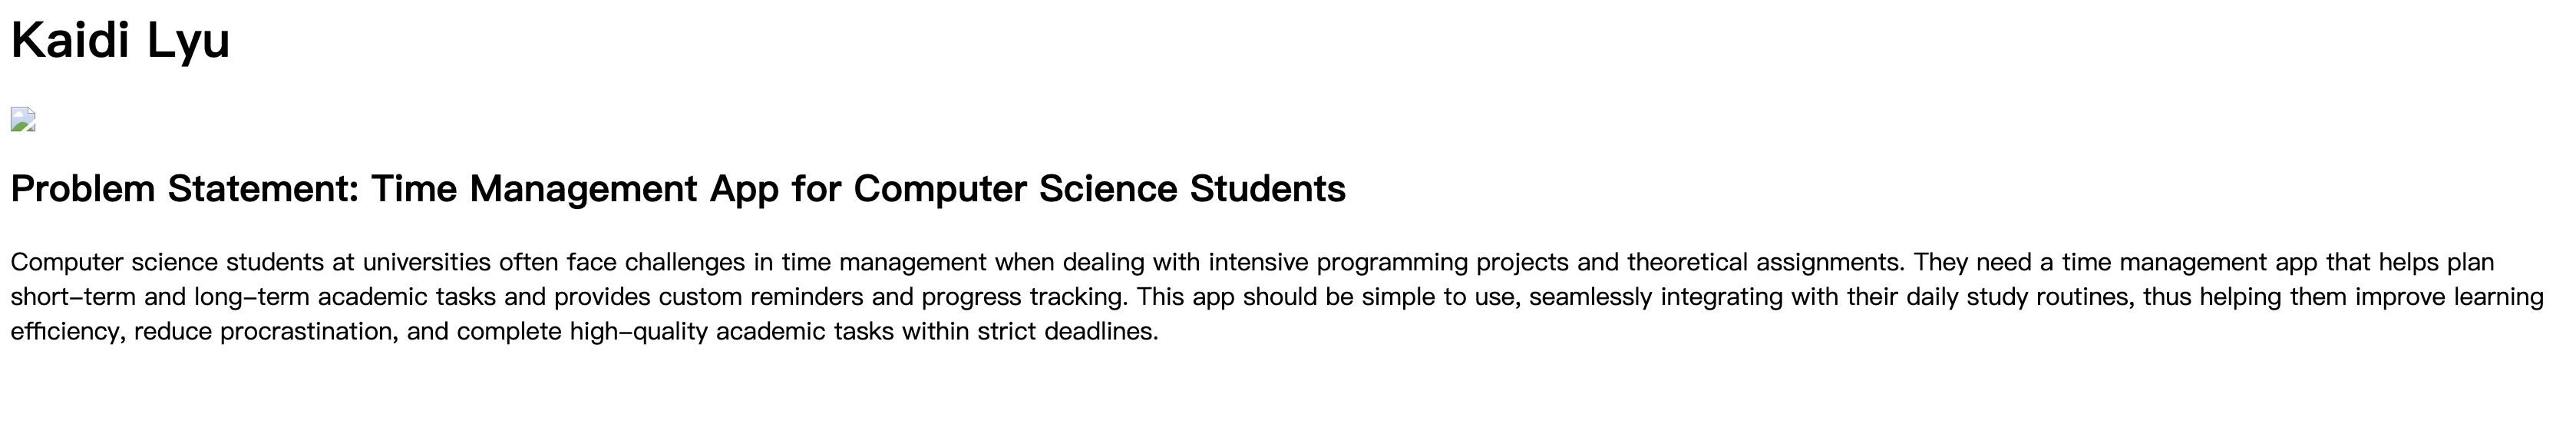 Kaidi Lyu
Problem Statement: Time Management App for Computer Science Students
Computer science students at universities often face challenges in time management when dealing with intensive programming projects and theoretical assignments. They need a time management app that helps plan
short-term and long-term academic tasks and provides custom reminders and progress tracking. This app should be simple to use, seamlessly integrating with their daily study routines, thus helping them improve learning
efficiency, reduce procrastination, and complete high-quality academic tasks within strict deadlines.